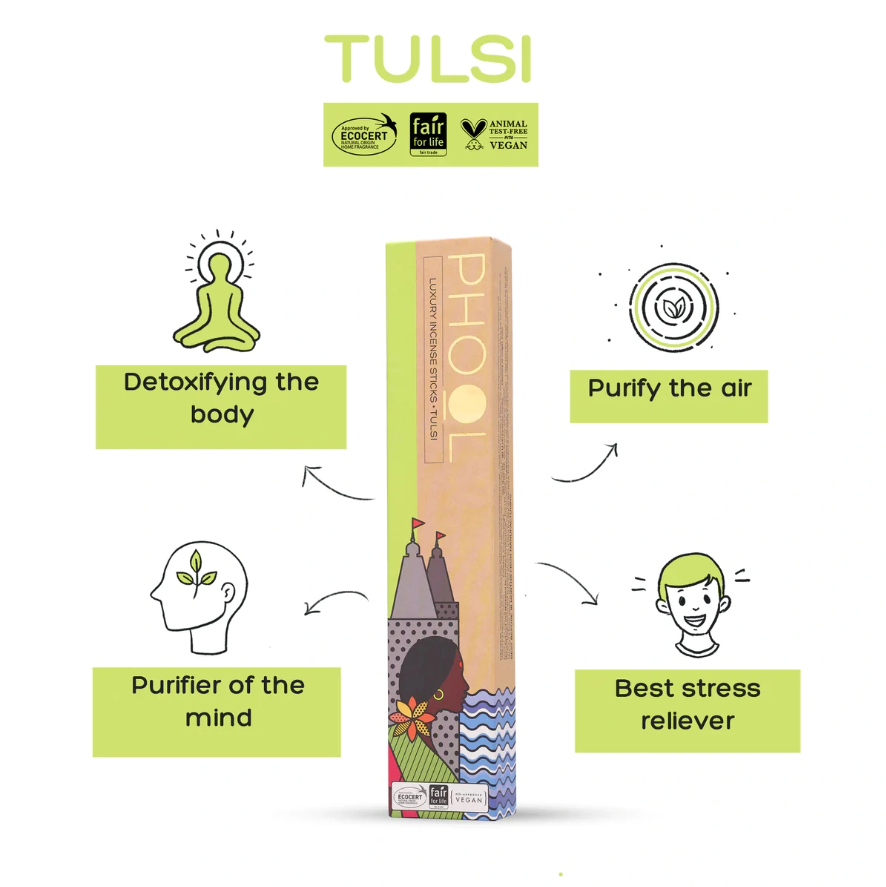 TULSI
Approved by
ECOCERT
NATURAL ORIGIN
HOME FRAGRANCE
fair
for life
fair trade
ANIMAL
TEST-FREE
PETA
VEGAN
Detoxifying the
body
Purify the air
PHOOL
LUXURY INCENSE STICKS • TULSI
Purifier of the
mind
Best stress
reliever
ECOCERT
fair
for life
VEGAN